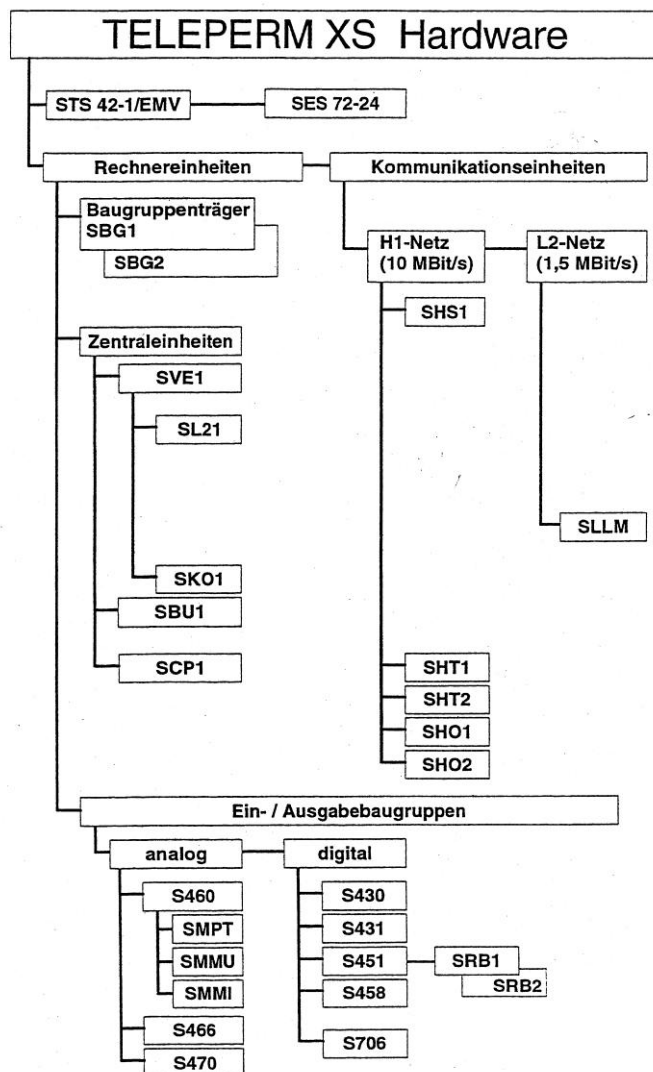 TELEPERM XS Hardware
STS 42-1/EMV
SES 72-24
Rechnereinheiten
Kommunikationseinheiten
Baugruppenträger
SBG1
SBG2
H1-Netz
(10 MBit/s)
L2-Netz
(1,5 MBit/s)
SHS1
Zentraleinheiten
SVE1
SL21
SLLM
SKO1
SBU1
SCP1
SHT1
SHT2
SHO1
SHO2
Ein- / Ausgabebaugruppen
analog
digital
S460
SMPT
SMMU
SMMI
S466
S470
S430
S431
S451
SRB1
SRB2
S458
S706